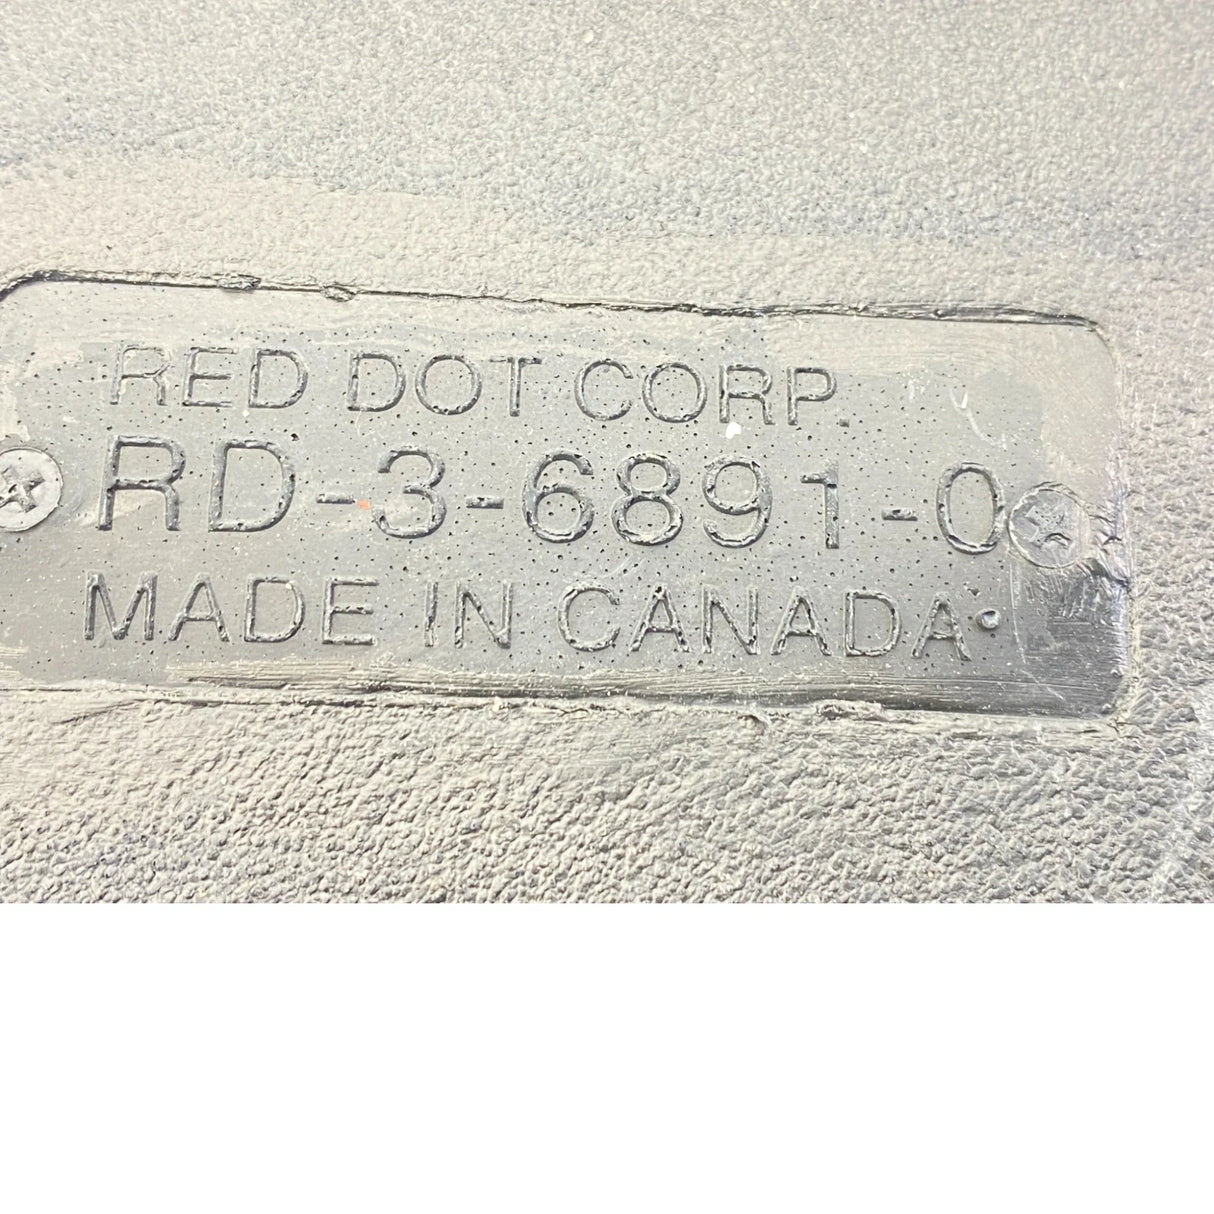 RED DOT CORP.
RD-3-6891-0
MADE IN CANADA